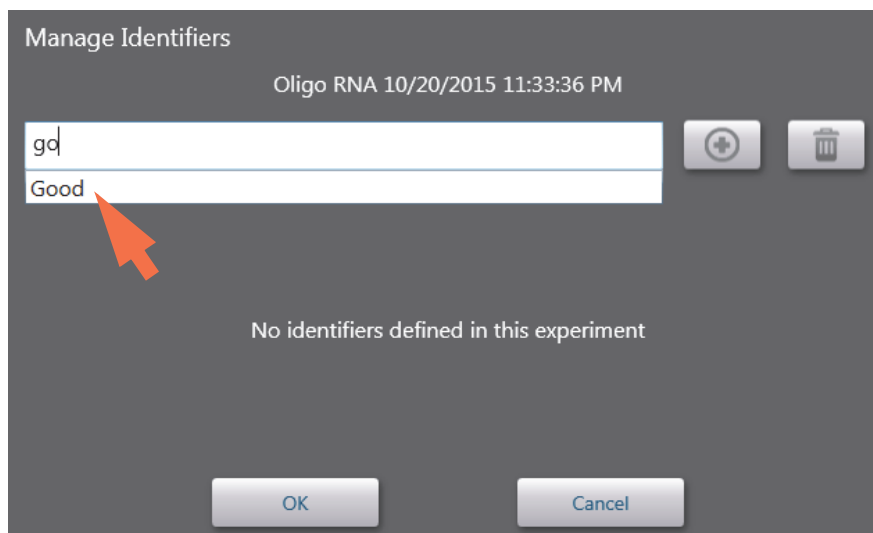 Manage Identifiers
Oligo RNA 10/20/2015 11:33:36 PM
go
Good
No identifiers defined in this experiment
OK Cancel